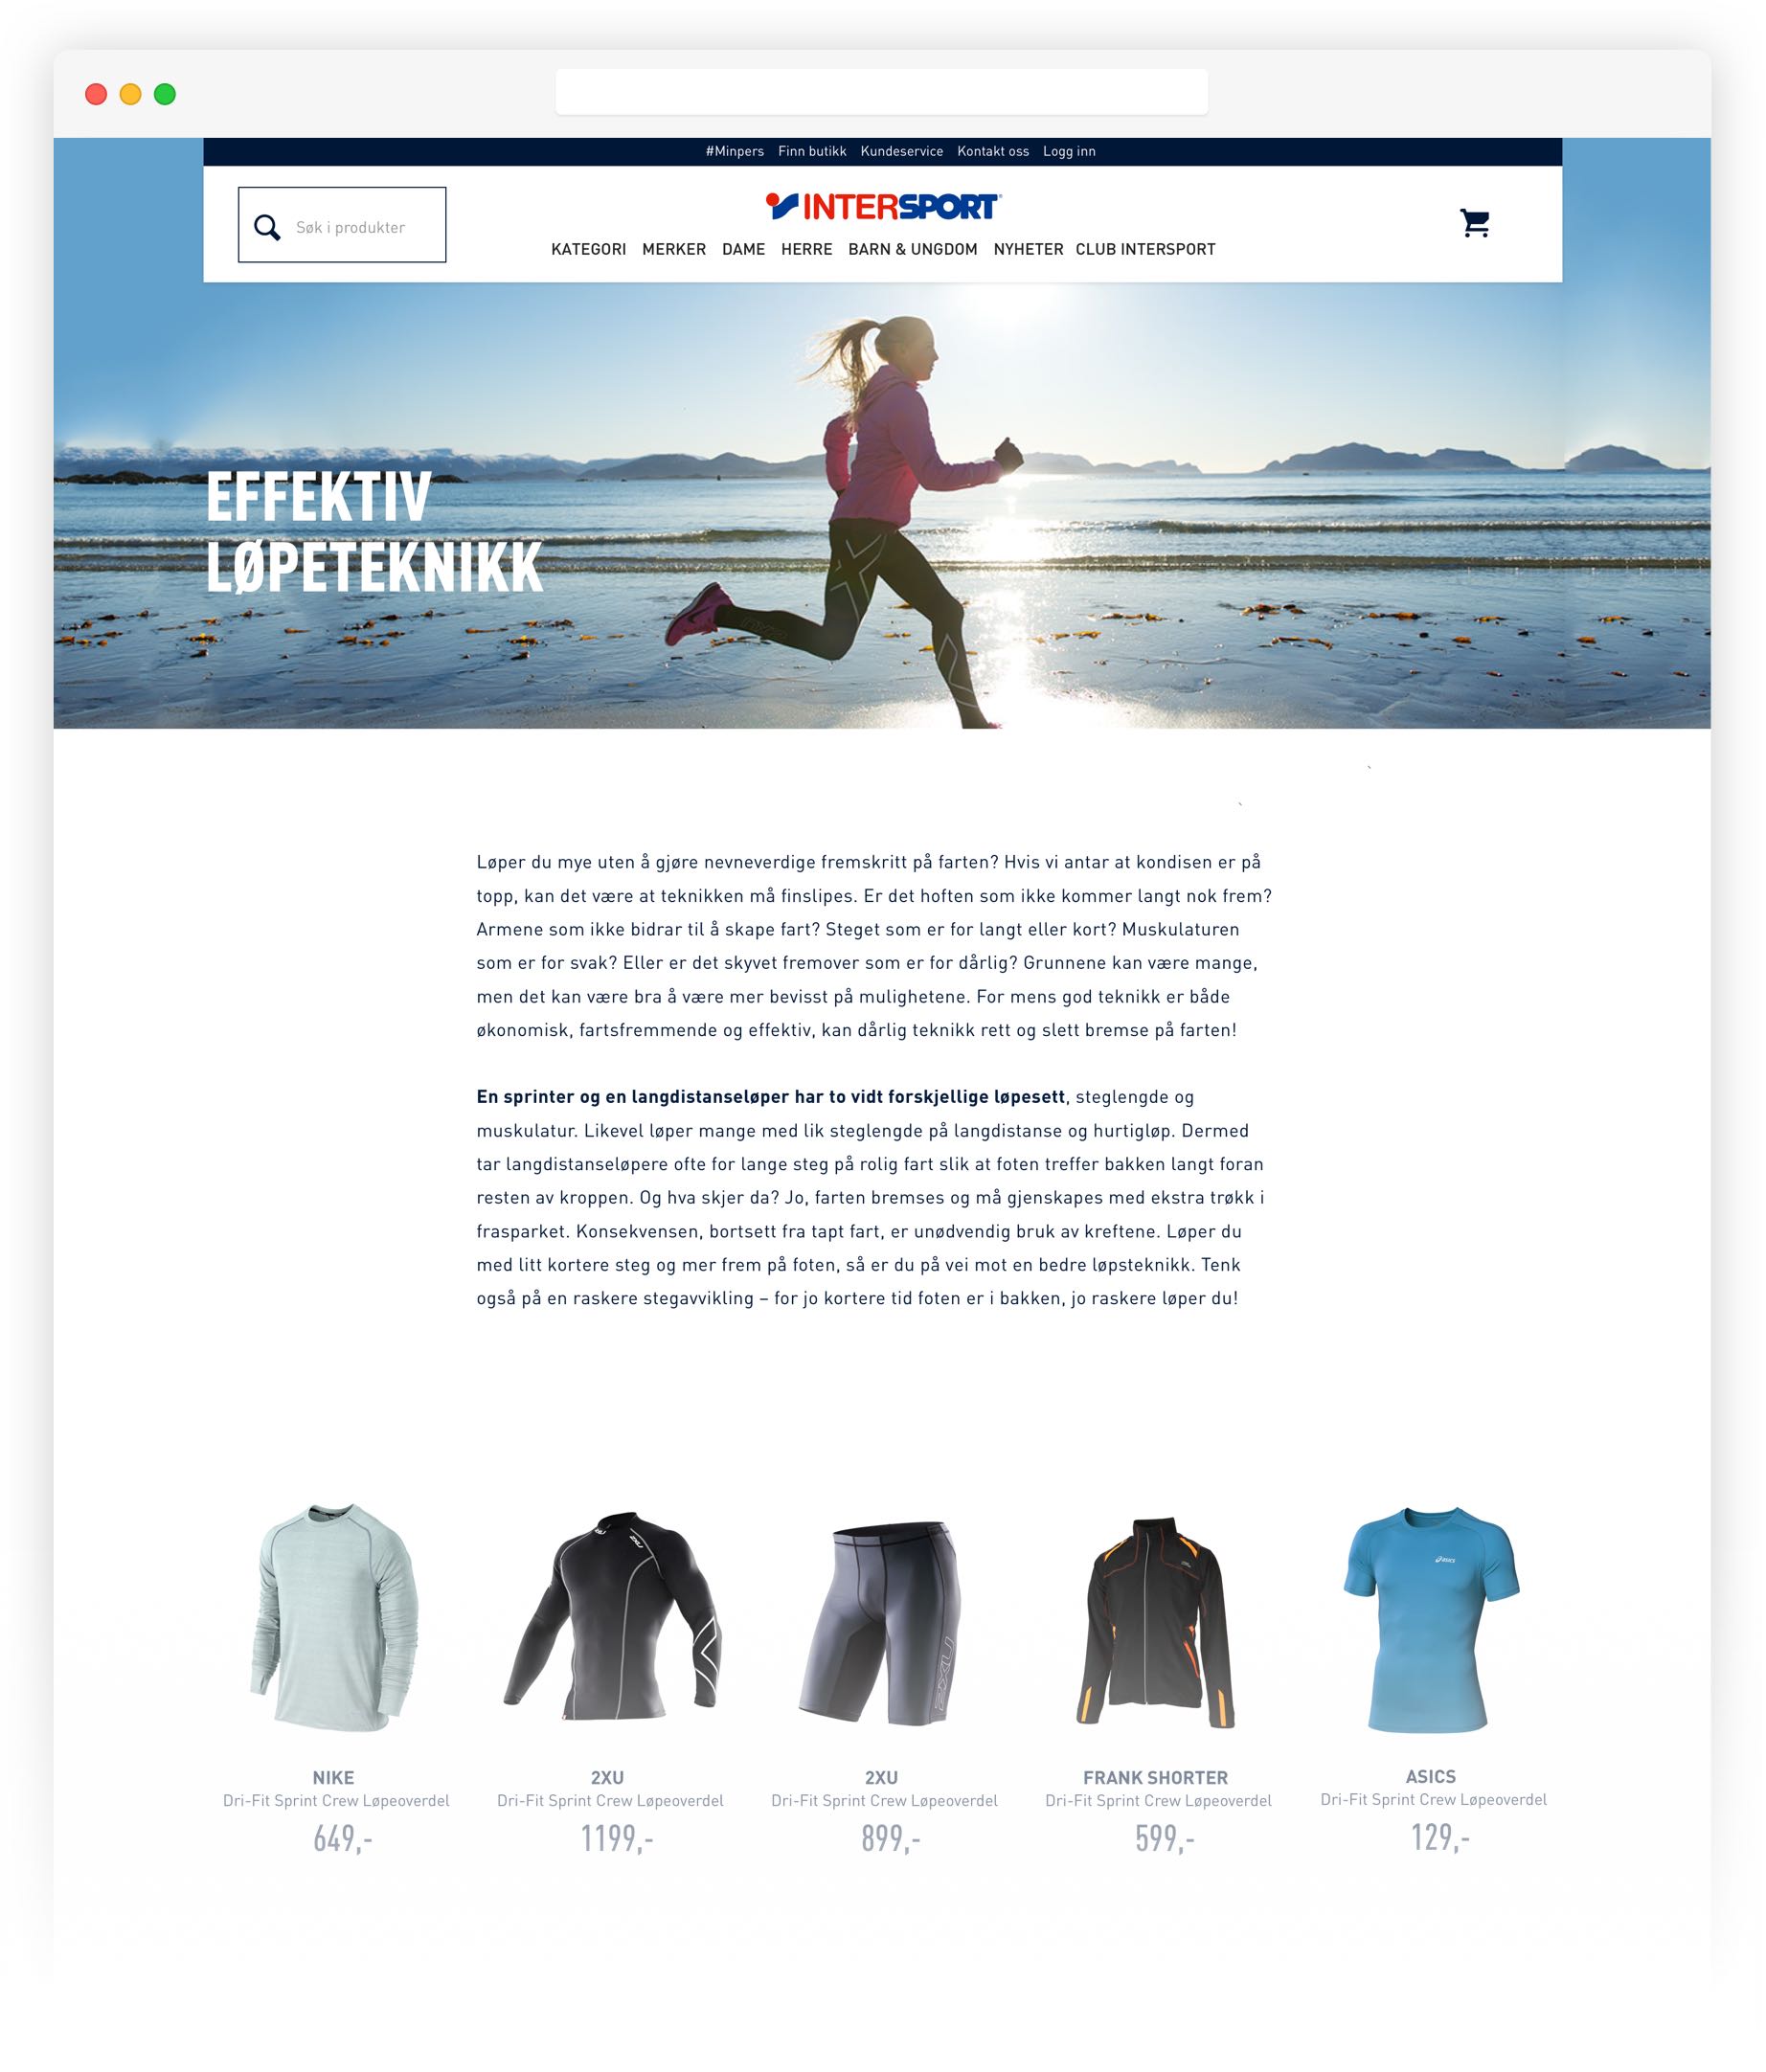 #Minpers Finn butikk Kundeservice Kontakt oss Logg inn
Søk i produkter
INTERSPORT
KATEGORI MERKER DAME HERRE BARN & UNGDOM NYHETER CLUB INTERSPORT
EFFEKTIV
LØPETEKNIKK
Løper du mye uten å gjøre nevneverdige fremskritt på farten? Hvis vi antar at kondisen er på
topp, kan det være at teknikken må finslipes. Er det hoften som ikke kommer langt nok frem?
Armene som ikke bidrar til å skape fart? Steget som er for langt eller kort? Muskulaturen
som er for svak? Eller er det skyvet fremover som er for dårlig? Grunnene kan være mange,
men det kan være bra å være mer bevisst på mulighetene. For mens god teknikk er både
økonomisk, fartsfremmende og effektiv, kan dårlig teknikk rett og slett bremse på farten!
En sprinter og en langdistanseløper har to vidt forskjellige løpesett, steglengde og
muskulatur. Likevel løper mange med lik steglengde på langdistanse og hurtigløp. Dermed
tar langdistanseløpere ofte for lange steg på rolig fart slik at foten treffer bakken langt foran
resten av kroppen. Og hva skjer da? Jo, farten bremses og må gjenskapes med ekstra trøkk i
frasparket. Konsekvensen, bortsett fra tapt fart, er unødvendig bruk av kreftene. Løper du
med litt kortere steg og mer frem på foten, så er du på vei mot en bedre løpsteknikk. Tenk
også på en raskere stegavvikling – for jo kortere tid foten er i bakken, jo raskere løper du!
2XU
2XU
asics
NIKE
Dri-Fit Sprint Crew Løpeoverdel
649,-
2XU
Dri-Fit Sprint Crew Løpeoverdel
1199,-
2XU
Dri-Fit Sprint Crew Løpeoverdel
899,-
FRANK SHORTER
Dri-Fit Sprint Crew Løpeoverdel
599,-
ASICS
Dri-Fit Sprint Crew Løpeoverdel
129,-